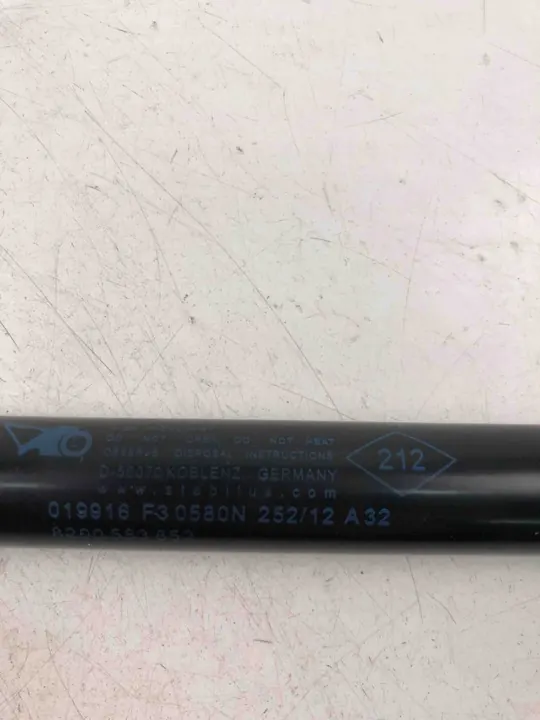 DO NOT OPEN DO NOT HEAT
OBSERVE DISPOSAL INSTRUCTIONS
D-56070 KOBLENZ GERMANY
www.stabilus.com
212
019916 F3 0580N 252/12 A32